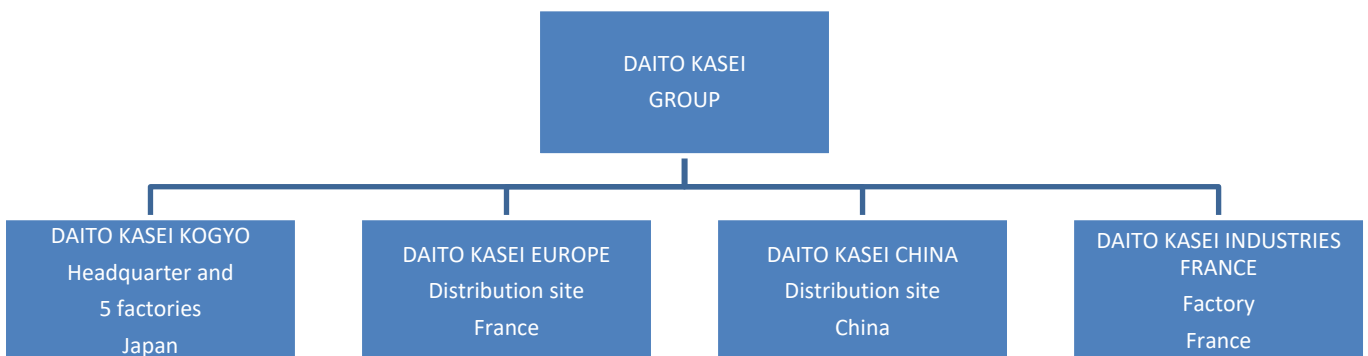 DAITO KASEI
GROUP
DAITO KASEI KOGYO
Headquarter and
5 factories
Japan
DAITO KASEI EUROPE
Distribution site
France
DAITO KASEI CHINA
Distribution site
China
DAITO KASEI INDUSTRIES
FRANCE
Factory
France